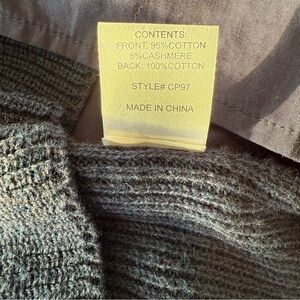 CONTENTS:
FRONT: 95%COTTON
5%CASHMERE
BACK: 100%COTTON
STYLE# CP97
MADE IN CHINA